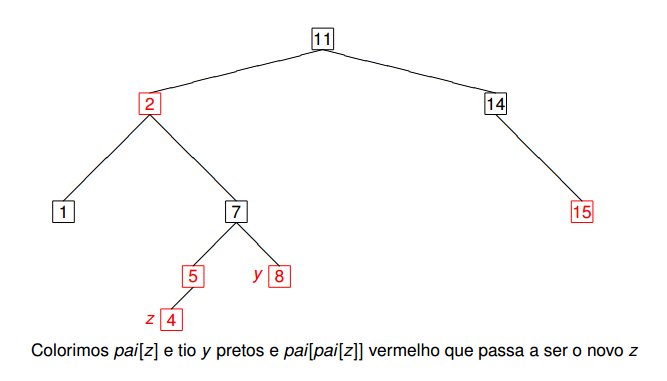 11
2
14
1
7
15
5
y 8
z 4
Colorimos pai[z] e tio y pretos e pai[pai[z]] vermelho que passa a ser o novo z